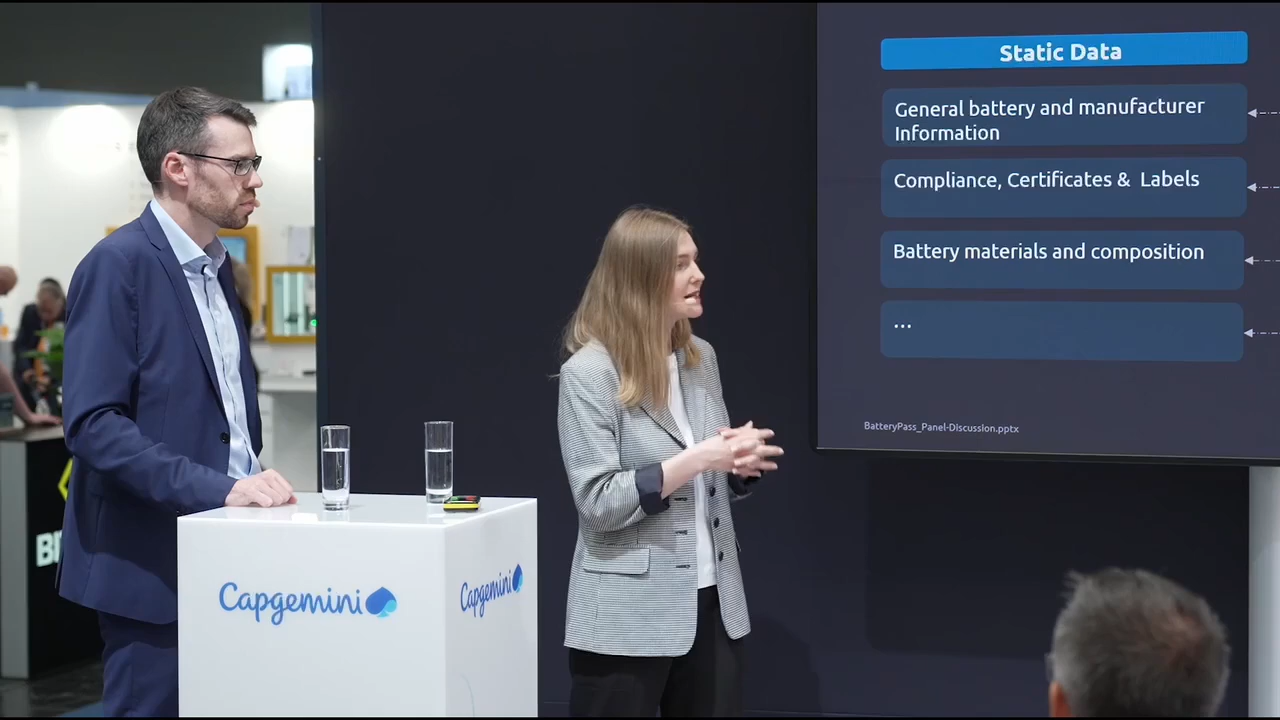 Static Data
General battery and manufacturer
Information
Compliance, Certificates & Labels
Battery materials and composition
...
BatteryPass_Panel-Discussion.pptx
Capgemini
Capgemini